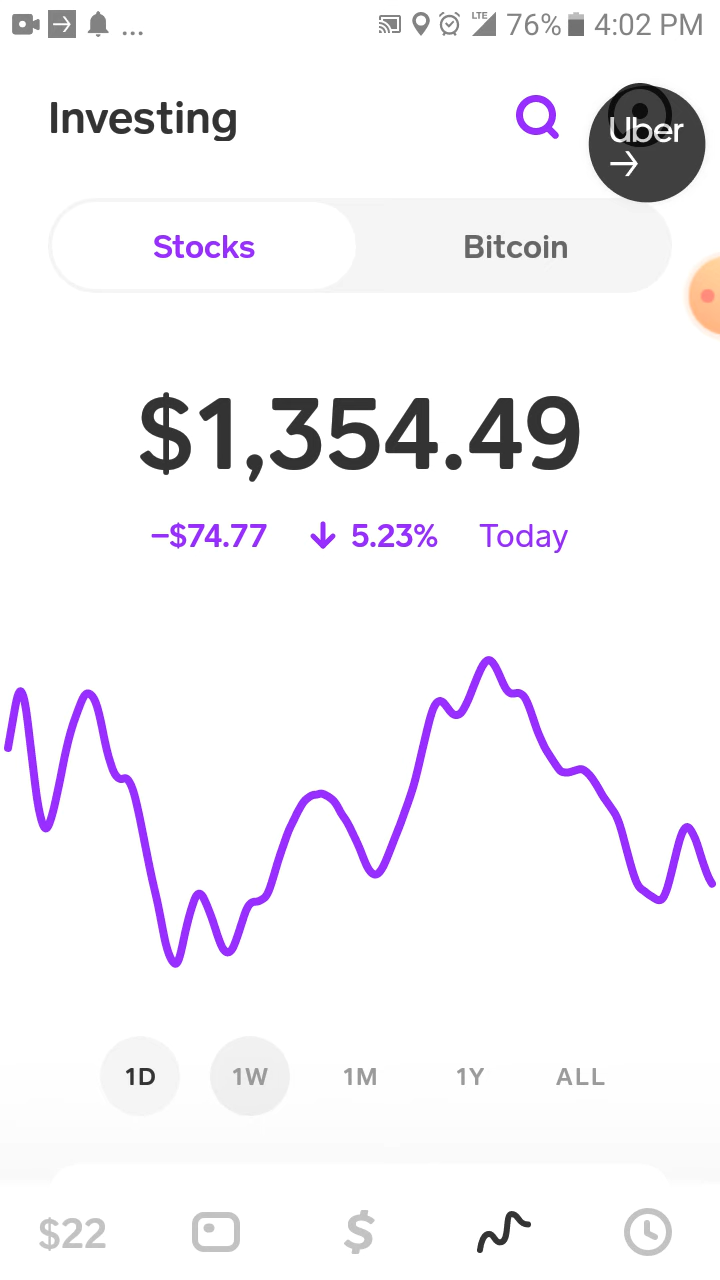 ... LTE 76% 4:02 PM
Investing
Uber
→
Stocks Bitcoin
$1,354.49
–$74.77 ↓ 5.23% Today
1D 1W 1M 1Y ALL
$22 $